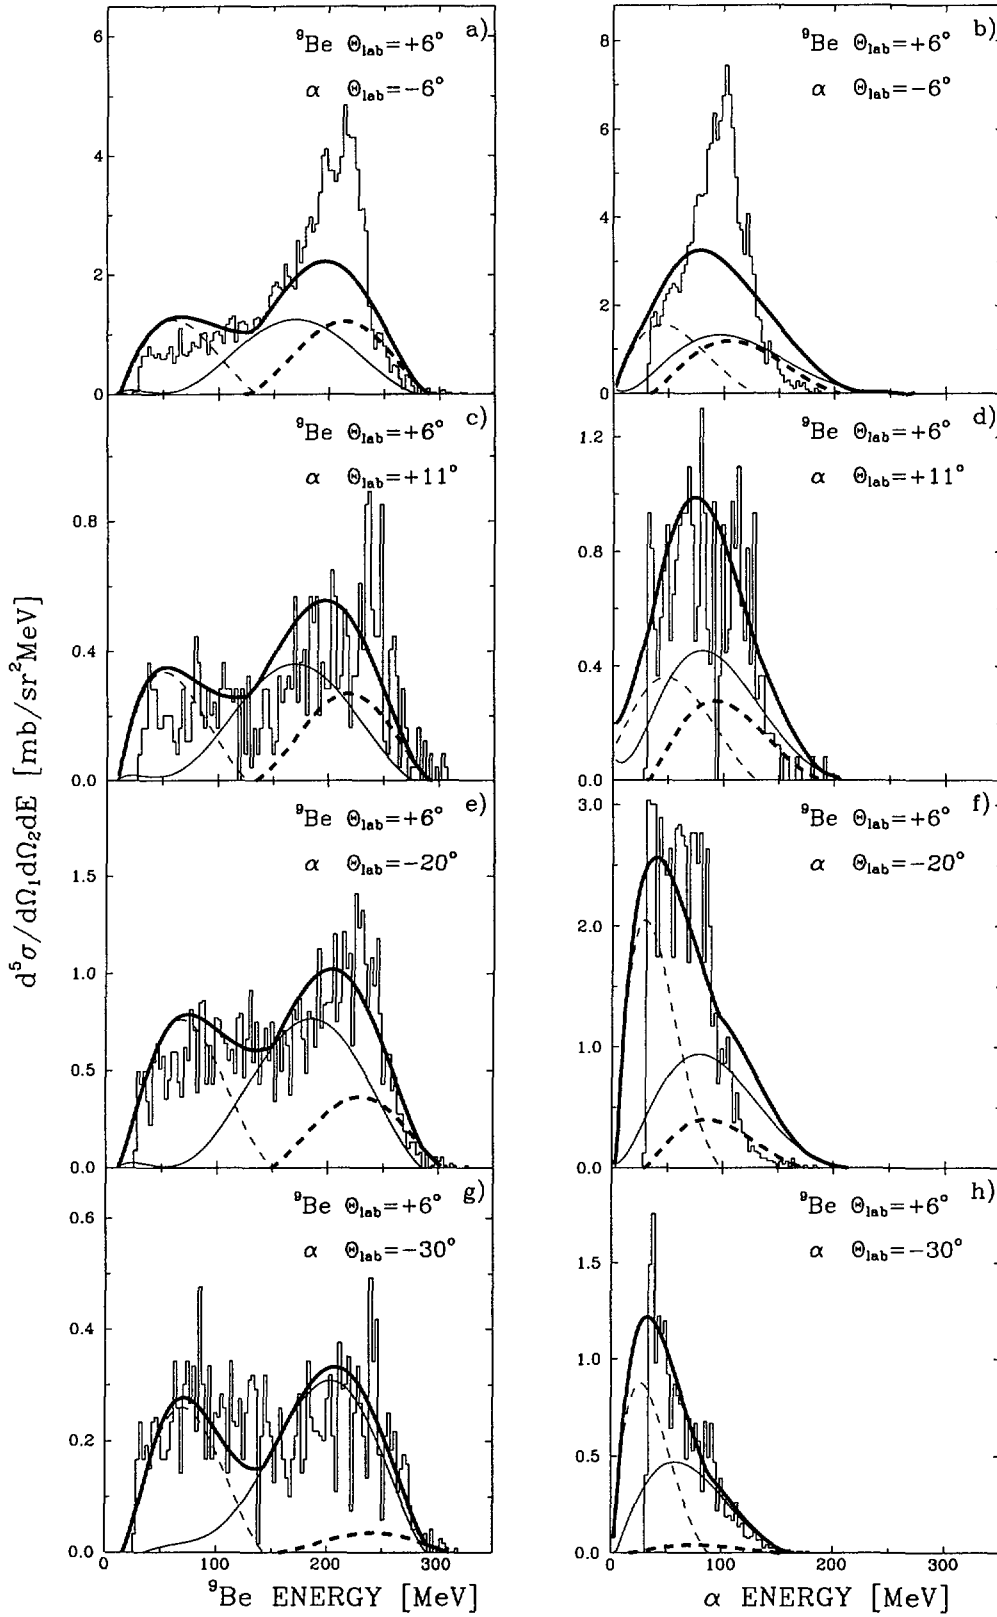 a)
⁹Be Θlab=+6°
α Θlab=−6°
6
4
2
0
b)
⁹Be Θlab=+6°
α Θlab=−6°
8
6
4
2
0
c)
⁹Be Θlab=+6°
α Θlab=+11°
0.8
0.4
0.0
d)
⁹Be Θlab=+6°
α Θlab=+11°
1.2
0.8
0.4
0.0
e)
⁹Be Θlab=+6°
α Θlab=−20°
1.5
1.0
0.5
0.0
f)
⁹Be Θlab=+6°
α Θlab=−20°
3.0
2.0
1.0
0.0
g)
⁹Be Θlab=+6°
α Θlab=−30°
0.6
0.4
0.2
0.0
h)
⁹Be Θlab=+6°
α Θlab=−30°
1.5
1.0
0.5
0.0
d⁵σ/dΩ₁dΩ₂dE [mb/sr²MeV]
0 100 200 300
⁹Be ENERGY [MeV]
0 100 200 300
α ENERGY [MeV]